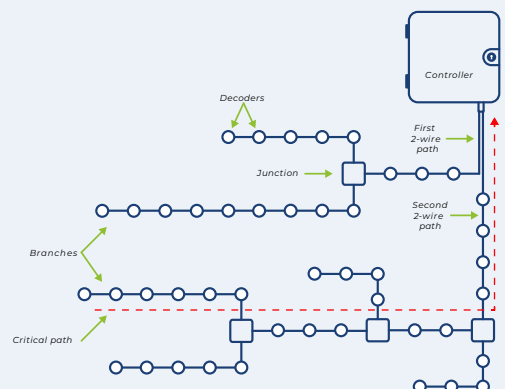 Controller
Decoders
First
2-wire
path
Junction
Second
2-wire
path
Branches
Critical path